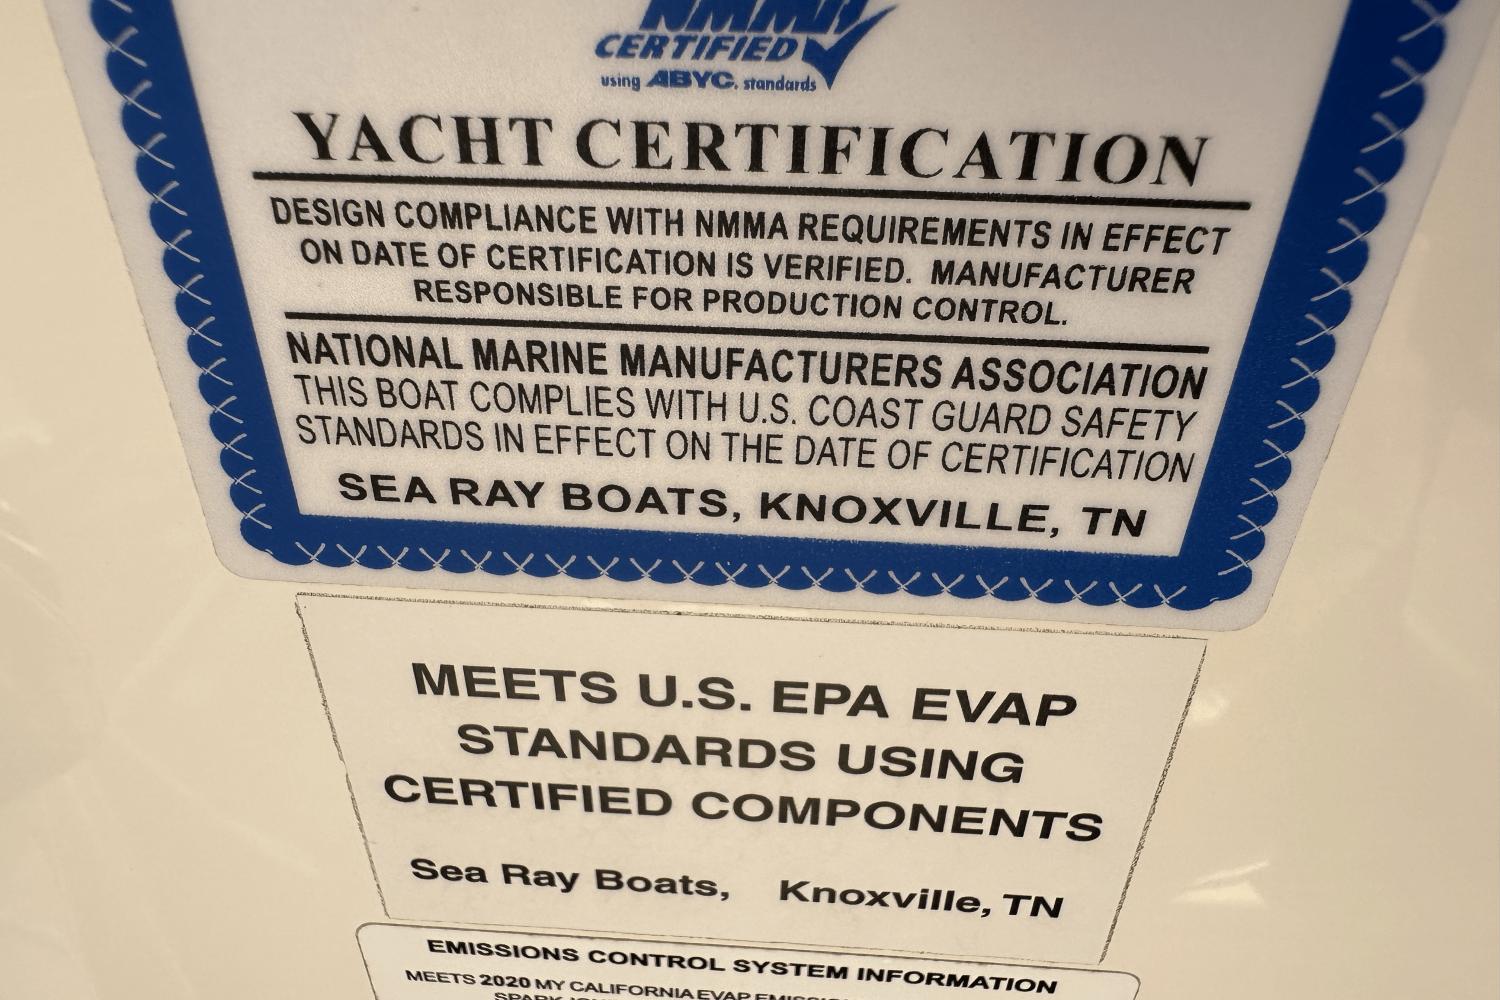 NMMA
CERTIFIED
using ABYC. standards
YACHT CERTIFICATION
DESIGN COMPLIANCE WITH NMMA REQUIREMENTS IN EFFECT
ON DATE OF CERTIFICATION IS VERIFIED. MANUFACTURER
RESPONSIBLE FOR PRODUCTION CONTROL.
NATIONAL MARINE MANUFACTURERS ASSOCIATION
THIS BOAT COMPLIES WITH U.S. COAST GUARD SAFETY
STANDARDS IN EFFECT ON THE DATE OF CERTIFICATION
SEA RAY BOATS, KNOXVILLE, TN
MEETS U.S. EPA EVAP
STANDARDS USING
CERTIFIED COMPONENTS
Sea Ray Boats, Knoxville, TN
EMISSIONS CONTROL SYSTEM INFORMATION
MEETS 2020 MY CALIFORNIA EVAP